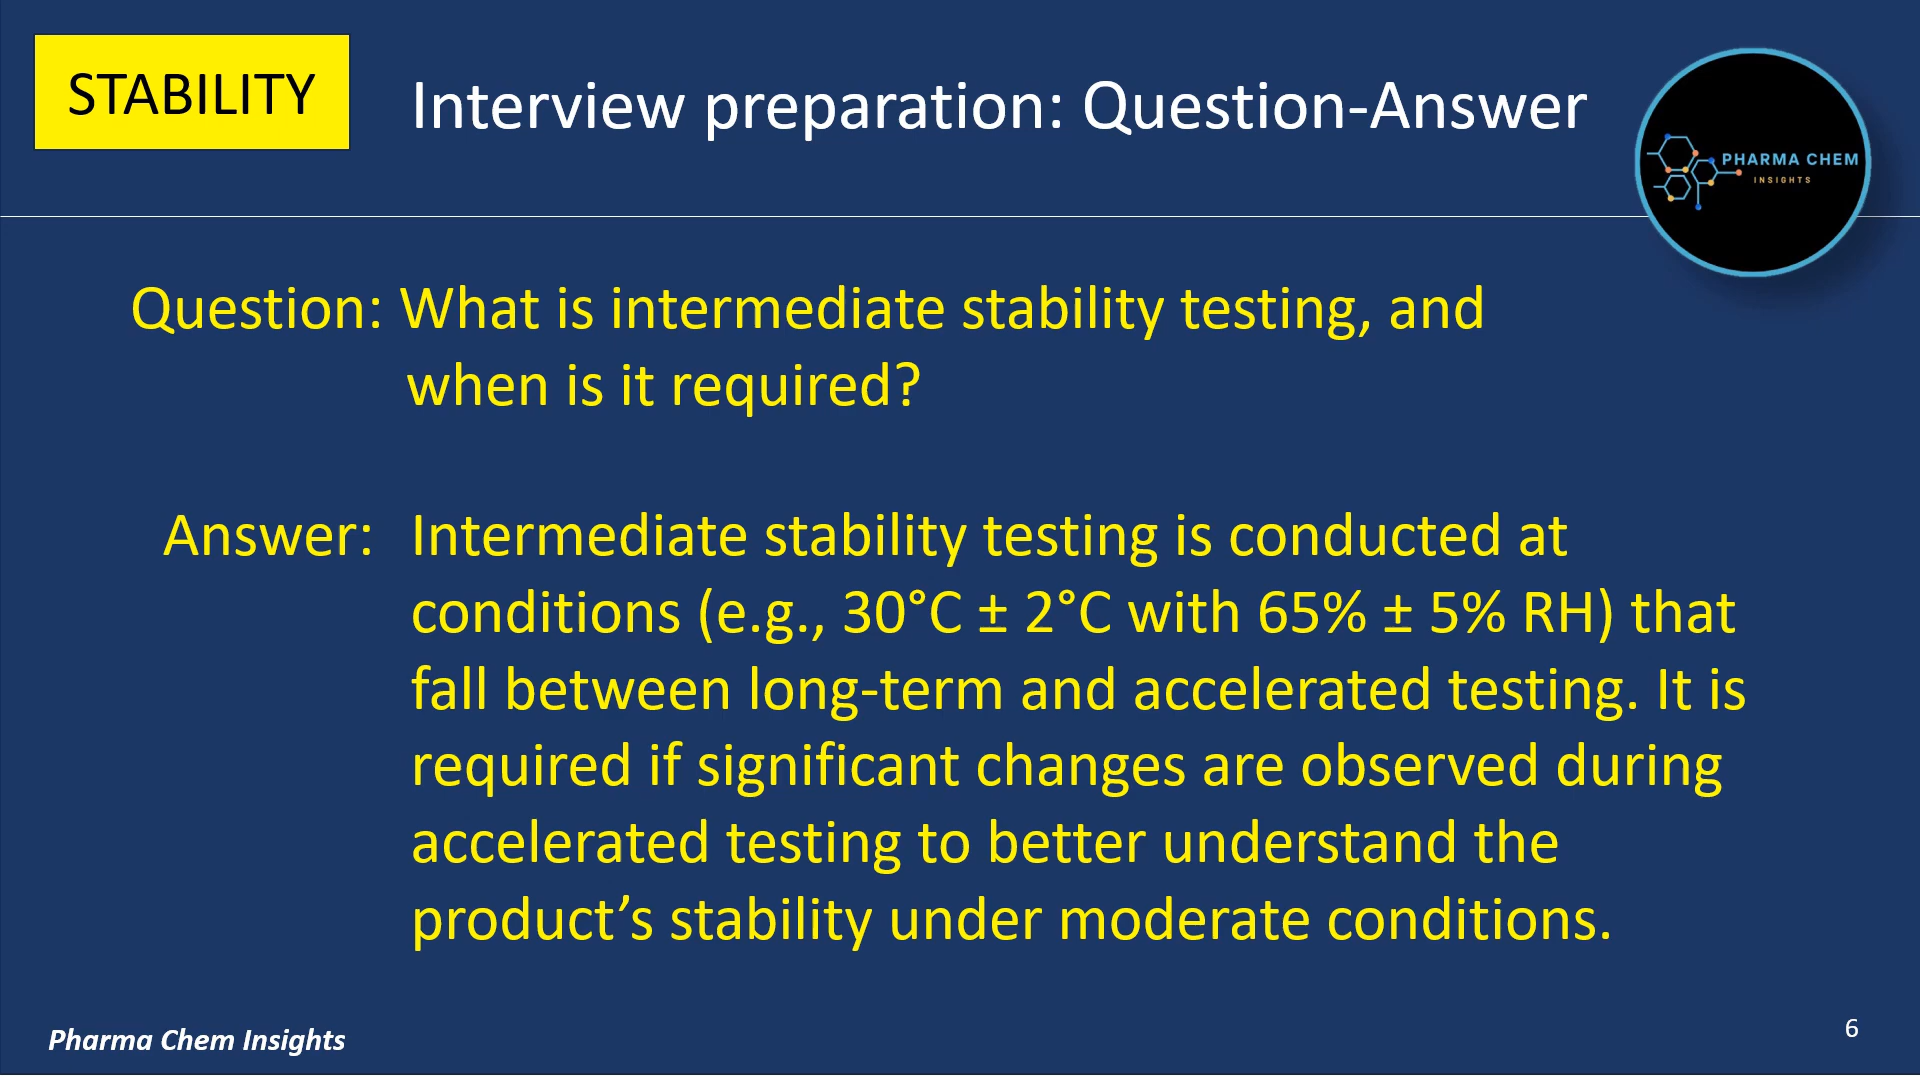 STABILITY
Interview preparation: Question-Answer
PHARMA CHEM
INSIGHTS
Question: What is intermediate stability testing, and
when is it required?
Answer: Intermediate stability testing is conducted at
conditions (e.g., 30°C ± 2°C with 65% ± 5% RH) that
fall between long-term and accelerated testing. It is
required if significant changes are observed during
accelerated testing to better understand the
product’s stability under moderate conditions.
Pharma Chem Insights
6